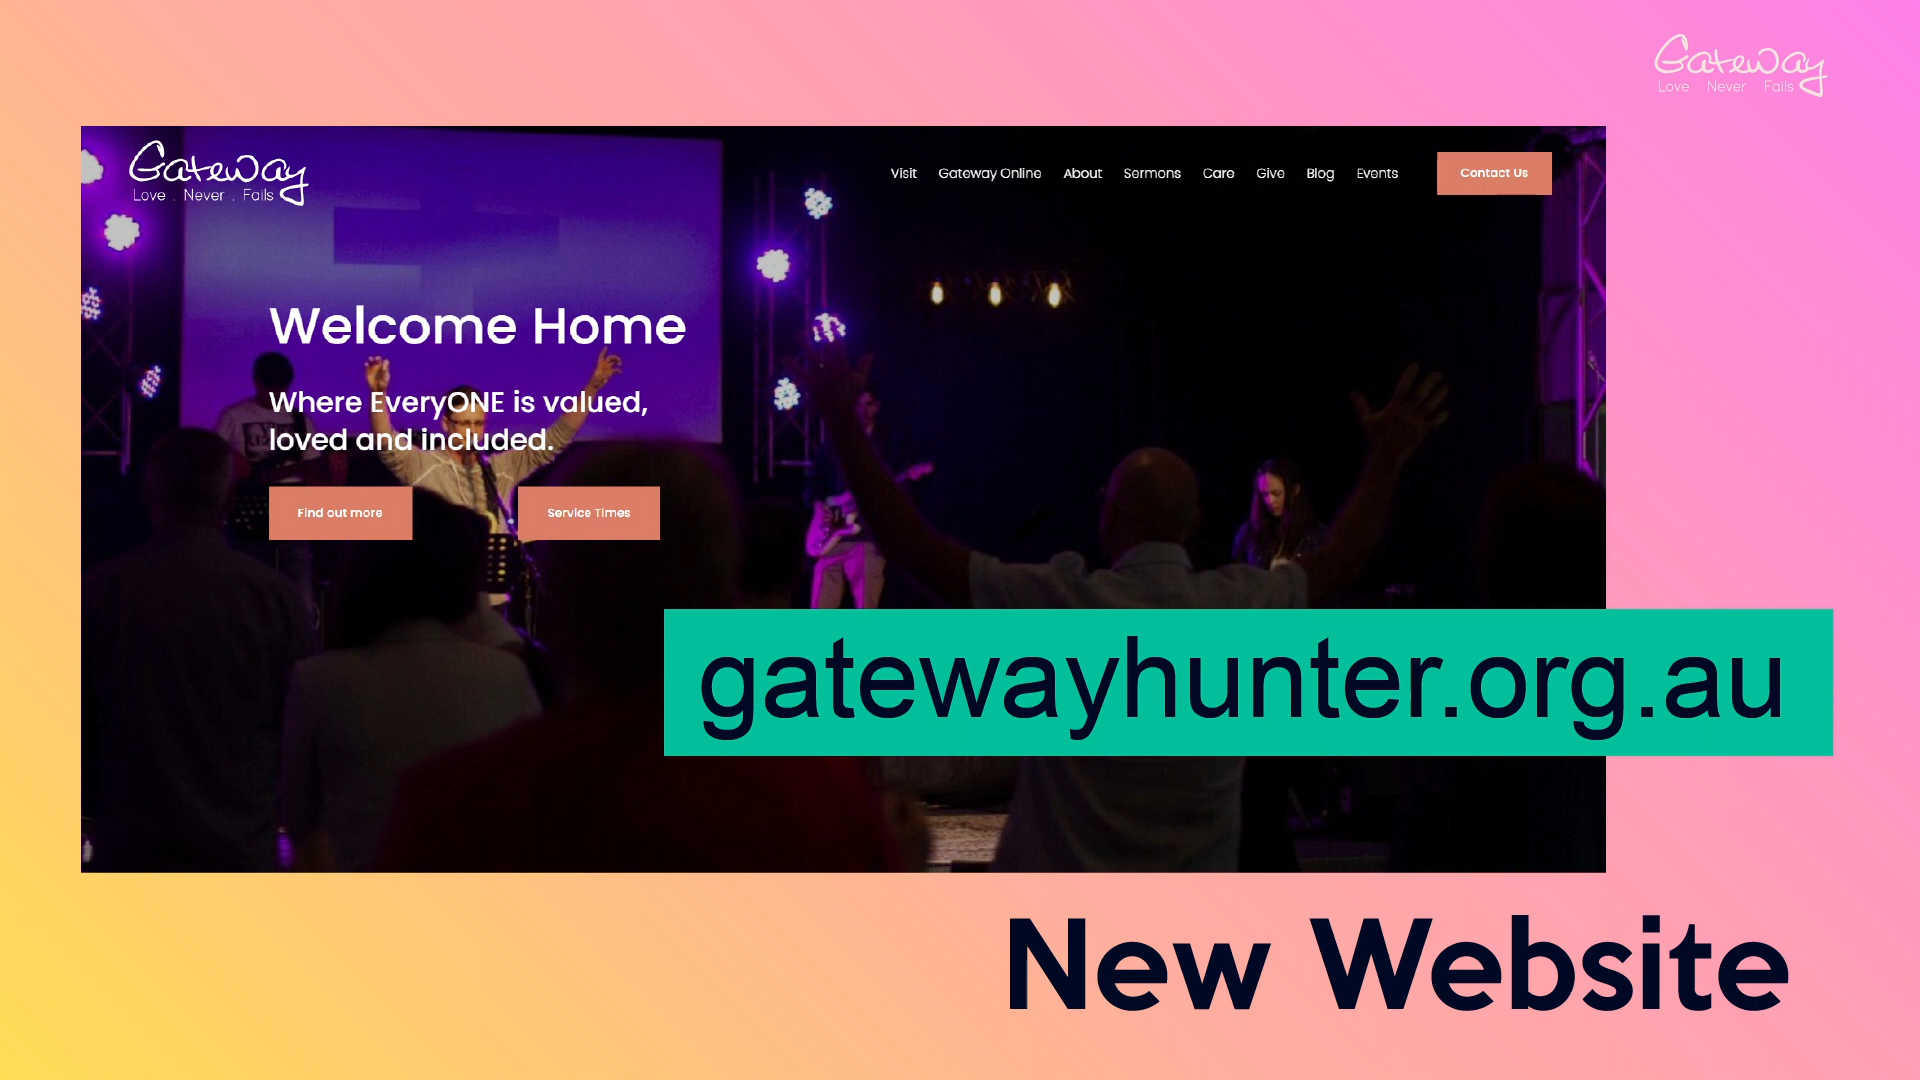 Gateway
Love . Never . Fails
Gateway
Love . Never . Fails
Visit Gateway Online About Sermons Care Give Blog Events Contact Us
Welcome Home
Where EveryONE is valued,
loved and included.
Find out more Service Times
gatewayhunter.org.au
New Website